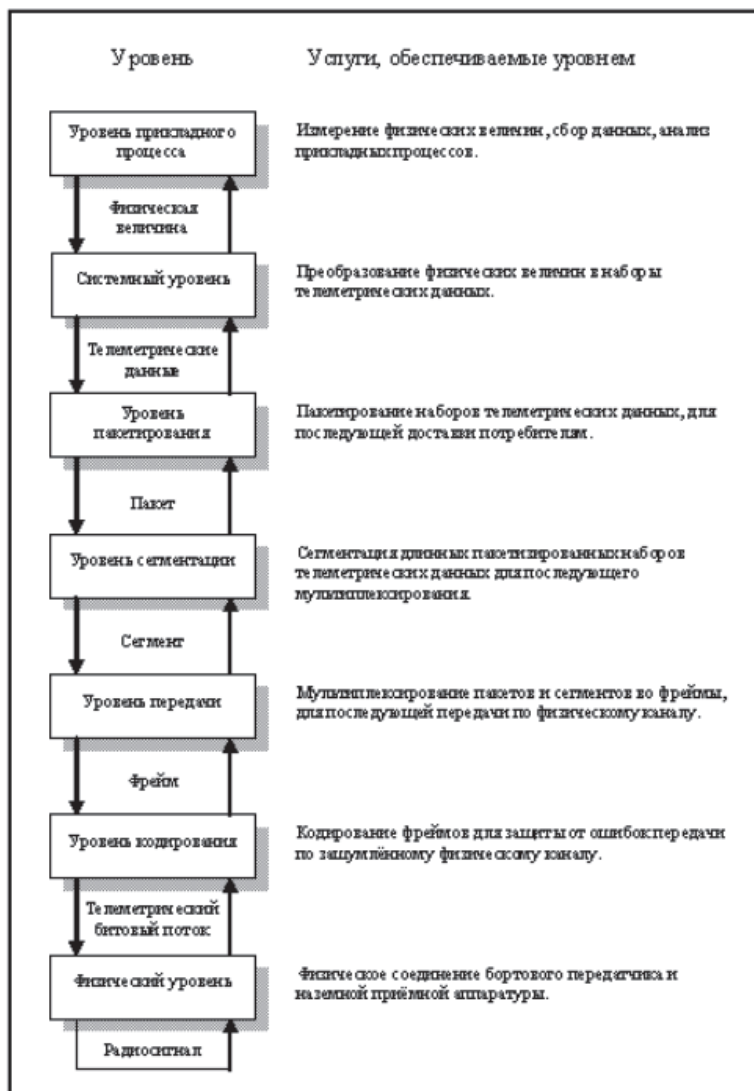 Уровень
Услуги, обеспечиваемые уровнем
Уровень прикладного
процесса
Измерение физических величин, сбор данных, анализ
прикладных процессов.
Физическая
величина
Системный уровень
Преобразование физических величин в наборы
телеметрических данных.
Телеметрические
данные
Уровень
пакетирования
Пакетирование наборов телеметрических данных, для
последующей доставки потребителям.
Пакет
Уровень сегментации
Сегментация длинных пакетизированных наборов
телеметрических данных для последующего
мультиплексирования.
Сегмент
Уровень передачи
Мультиплексирование пакетов и сегментов во фреймы,
для последующей передачи по физическому каналу.
Фрейм
Уровень кодирования
Кодирование фреймов для защиты от ошибок передачи
по зашумлённому физическому каналу.
Телеметрический
битовый поток
Физический уровень
Физическое соединение бортового передатчика и
наземной приёмной аппаратуры.
Радиосигнал